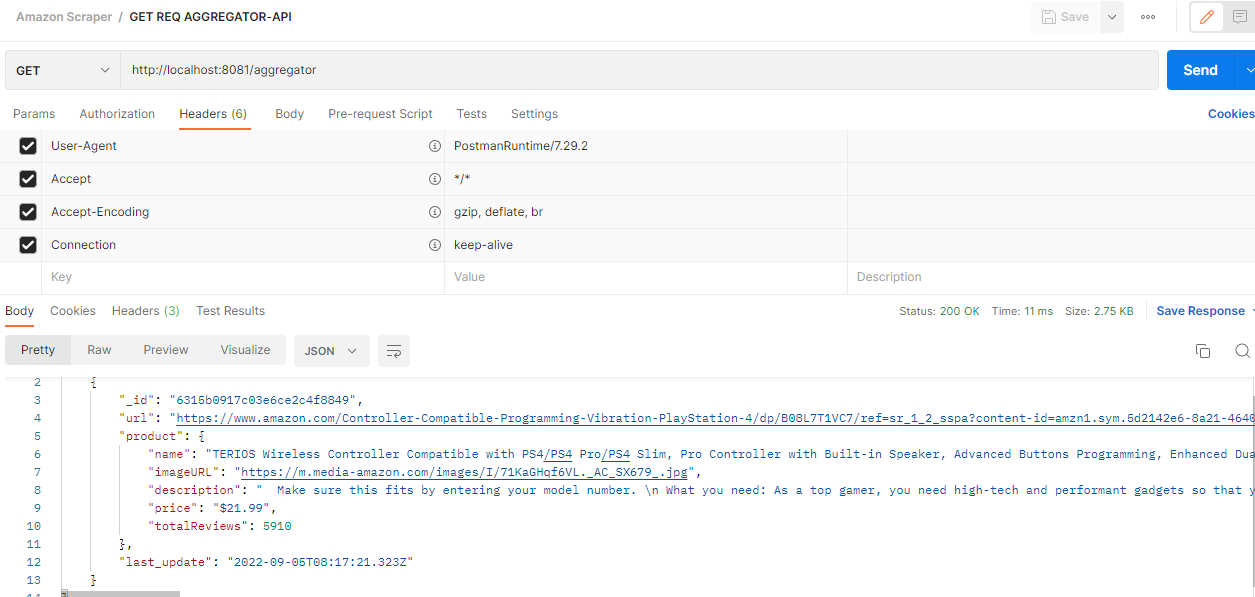 Amazon Scraper / GET REQ AGGREGATOR-API
Save
GET http://localhost:8081/aggregator Send
Params Authorization Headers (6) Body Pre-request Script Tests Settings Cookies
User-Agent PostmanRuntime/7.29.2
Accept */*
Accept-Encoding gzip, deflate, br
Connection keep-alive
Key Value Description
Body Cookies Headers (3) Test Results Status: 200 OK Time: 11 ms Size: 2.75 KB Save Response
Pretty Raw Preview Visualize JSON
2 {
3 "_id": "6315b0917c03e6ce2c4f8849",
4 "url": "https://www.amazon.com/Controller-Compatible-Programming-Vibration-PlayStation-4/dp/B08L7T1VC7/ref=sr_1_2_sspa?content-id=amzn1.sym.5d2142e6-8a21-4640
5 "product": {
6 "name": "TERIOS Wireless Controller Compatible with PS4/PS4 Pro/PS4 Slim, Pro Controller with Built-in Speaker, Advanced Buttons Programming, Enhanced Dua
7 "imageURL": "https://m.media-amazon.com/images/I/71KaGHqf6VL._AC_SX679_.jpg",
8 "description": "  Make sure this fits by entering your model number. \n What you need: As a top gamer, you need high-tech and performant gadgets so that y
9 "price": "$21.99",
10 "totalReviews": 5910
11 },
12 "last_update": "2022-09-05T08:17:21.323Z"
13 }